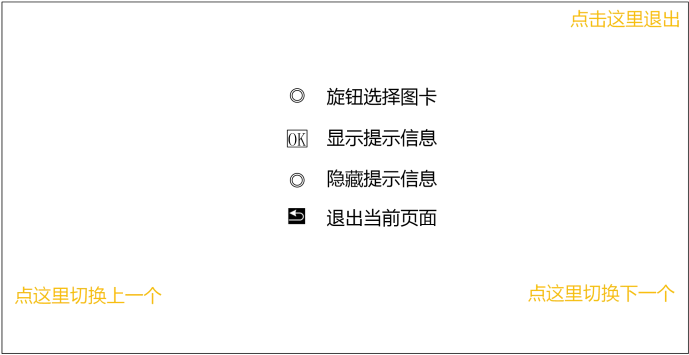 点击这里退出
◎ 旋钮选择图卡
OK 显示提示信息
◎ 隐藏提示信息
退出当前页面
点这里切换上一个
点这里切换下一个